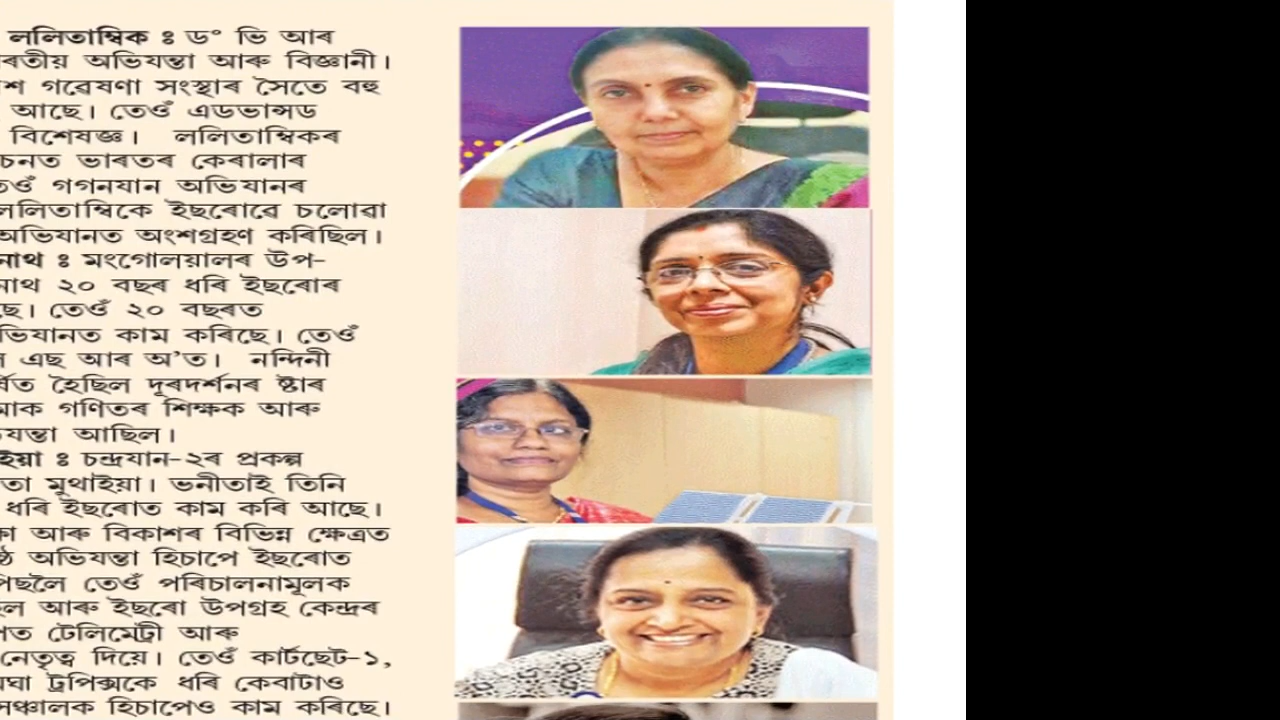 ললিতাম্বিক ঃ ড° ভি আৰ
ভাৰতীয় অভিযন্তা আৰু বিজ্ঞানী।
গৱেষণা সংস্থাৰ সৈতে বহু
আছে। তেওঁ এডভান্সড
বিশেষজ্ঞ। ললিতাম্বিকৰ
ভাৰতৰ কেৰালাৰ
তেওঁ গগনযান অভিযানৰ
ললিতাম্বিকে ইছৰোৱে চলোৱা
অভিযানত অংশগ্ৰহণ কৰিছিল।
নাথ ঃ মংগোলয়ালৰ উপ-
নাথ ২০ বছৰ ধৰি ইছৰোৰ
তেওঁ ২০ বছৰত
অভিযানত কাম কৰিছে। তেওঁ
এছ আৰ অ’ত। নন্দিনী
হৈছিল দূৰদৰ্শনৰ ষ্টাৰ
মাক গণিতৰ শিক্ষক আৰু
অভিযন্তা আছিল।
ইয়া ঃ চন্দ্ৰযান-২ৰ প্ৰকল্প
মুথাইয়া। ভনীতাই তিনি
ধৰি ইছৰোত কাম কৰি আছে।
আৰু বিকাশৰ বিভিন্ন ক্ষেত্ৰত
অভিযন্তা হিচাপে ইছৰোত
পিছলৈ তেওঁ পৰিচালনামূলক
আৰু ইছৰো উপগ্ৰহ কেন্দ্ৰৰ
টেলিমেট্ৰী আৰু
নেতৃত্ব দিয়ে। তেওঁ কাৰ্টছেট-১,
ট্ৰপিক্সকে ধৰি কেবাটাও
সঞ্চালক হিচাপেও কাম কৰিছে।